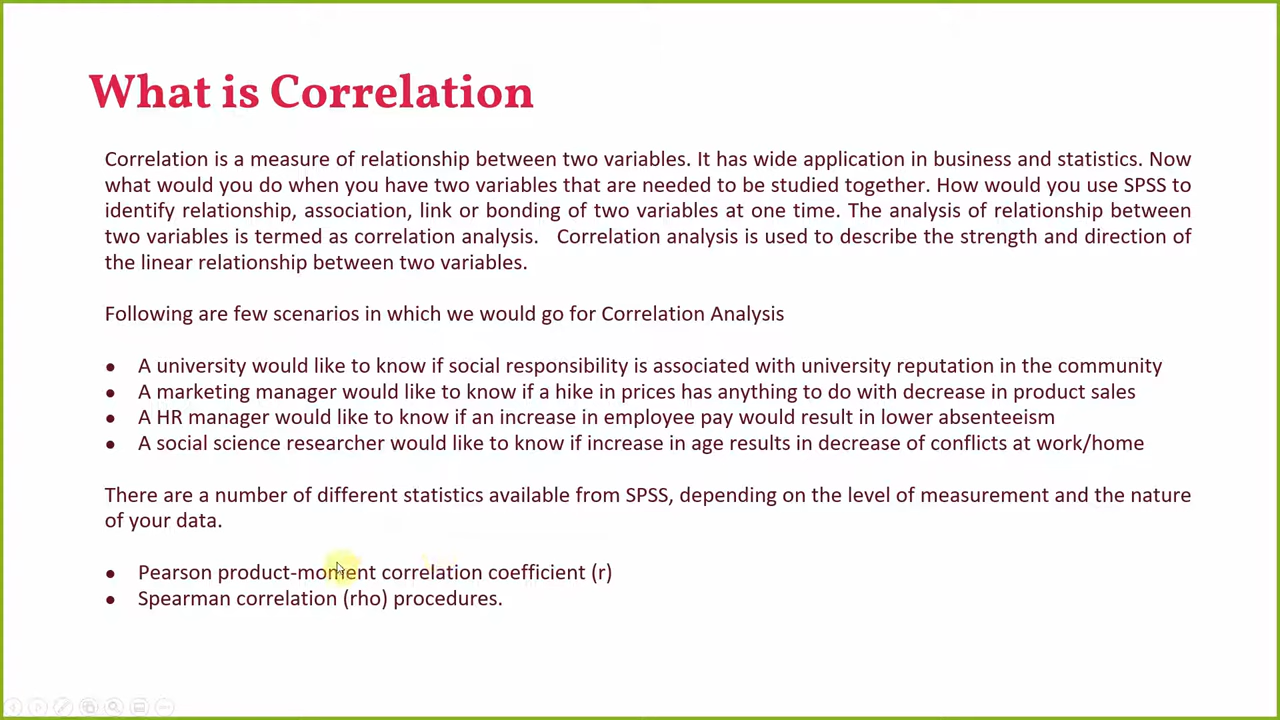 What is Correlation
Correlation is a measure of relationship between two variables. It has wide application in business and statistics. Now
what would you do when you have two variables that are needed to be studied together. How would you use SPSS to
identify relationship, association, link or bonding of two variables at one time. The analysis of relationship between
two variables is termed as correlation analysis. Correlation analysis is used to describe the strength and direction of
the linear relationship between two variables.
Following are few scenarios in which we would go for Correlation Analysis
● A university would like to know if social responsibility is associated with university reputation in the community
● A marketing manager would like to know if a hike in prices has anything to do with decrease in product sales
● A HR manager would like to know if an increase in employee pay would result in lower absenteeism
● A social science researcher would like to know if increase in age results in decrease of conflicts at work/home
There are a number of different statistics available from SPSS, depending on the level of measurement and the nature
of your data.
● Pearson product-moment correlation coefficient (r)
● Spearman correlation (rho) procedures.